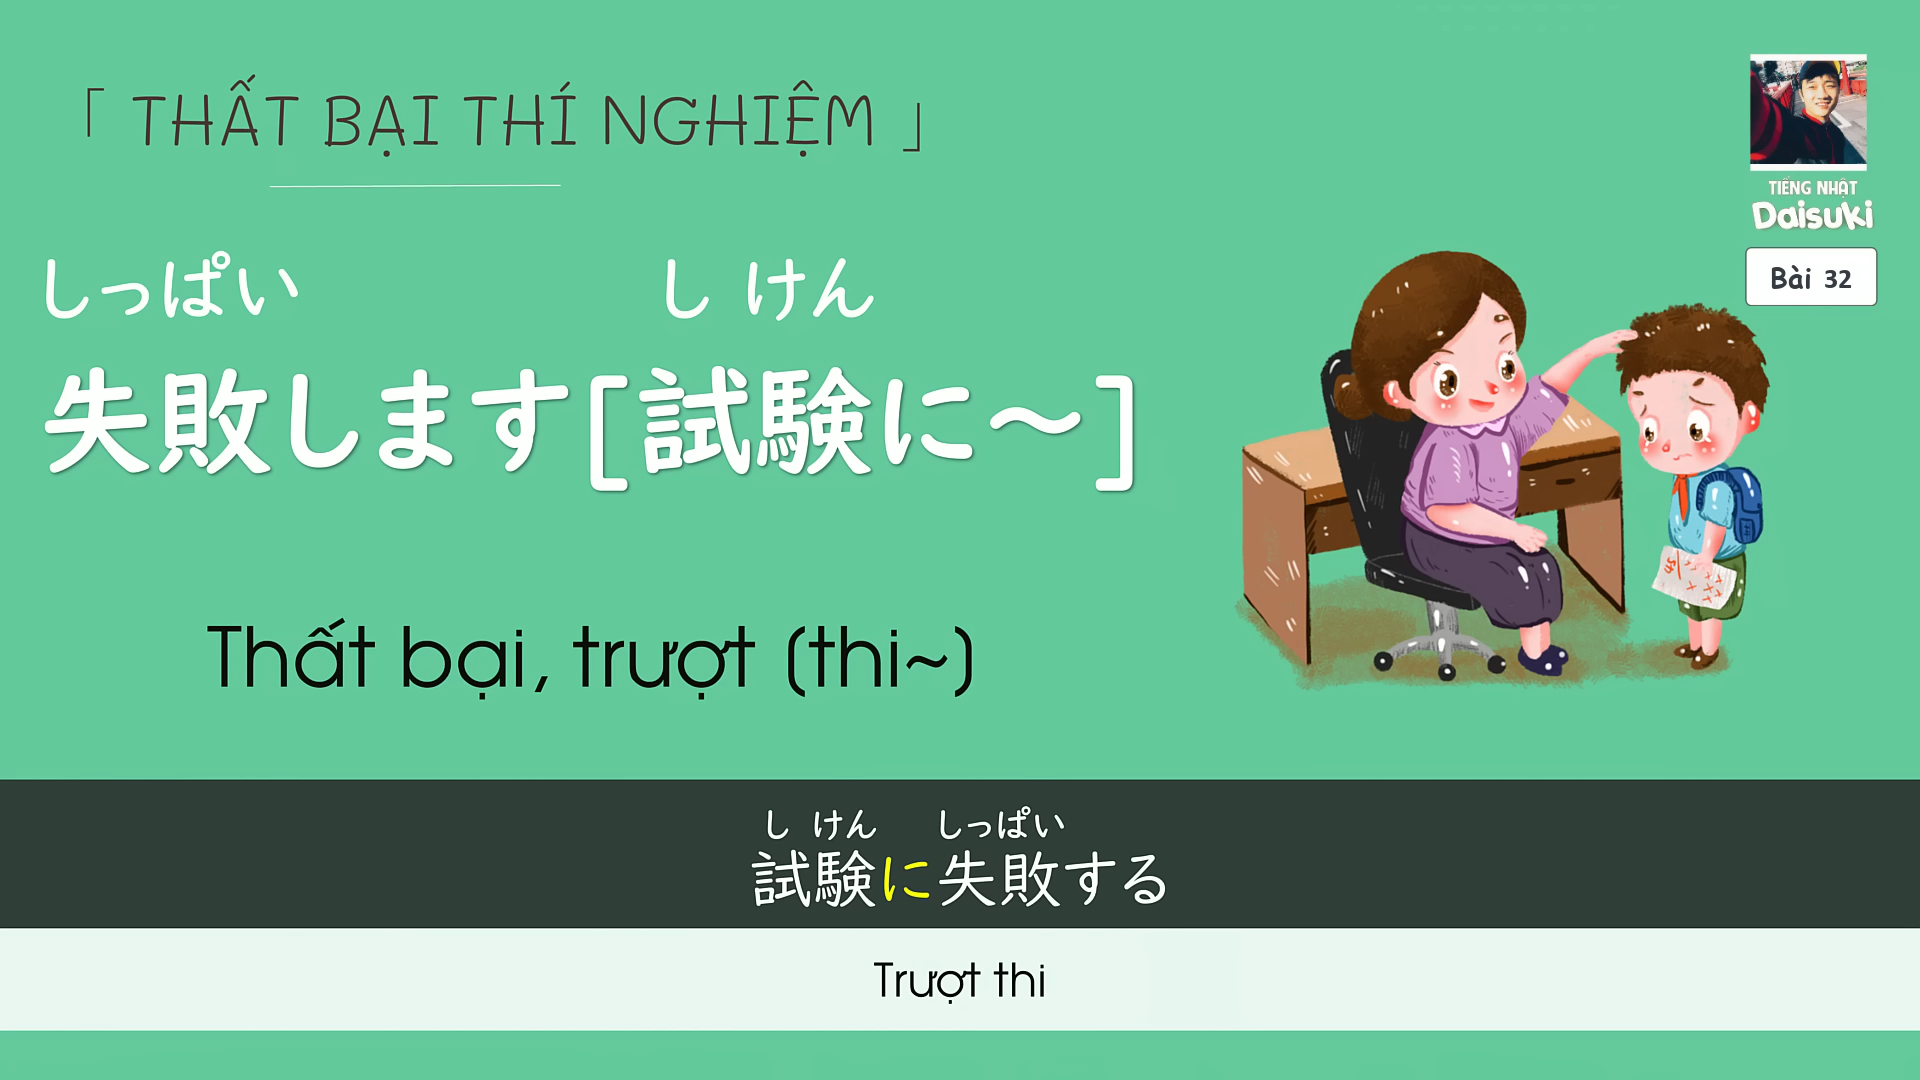 「 THẤT BẠI THÍ NGHIỆM 」
TIẾNG NHẬT
Daisuki
Bài 32
しっぱい し けん
失敗します[試験に～]
Thất bại, trượt (thi~)
し けん しっぱい
試験に失敗する
Trượt thi